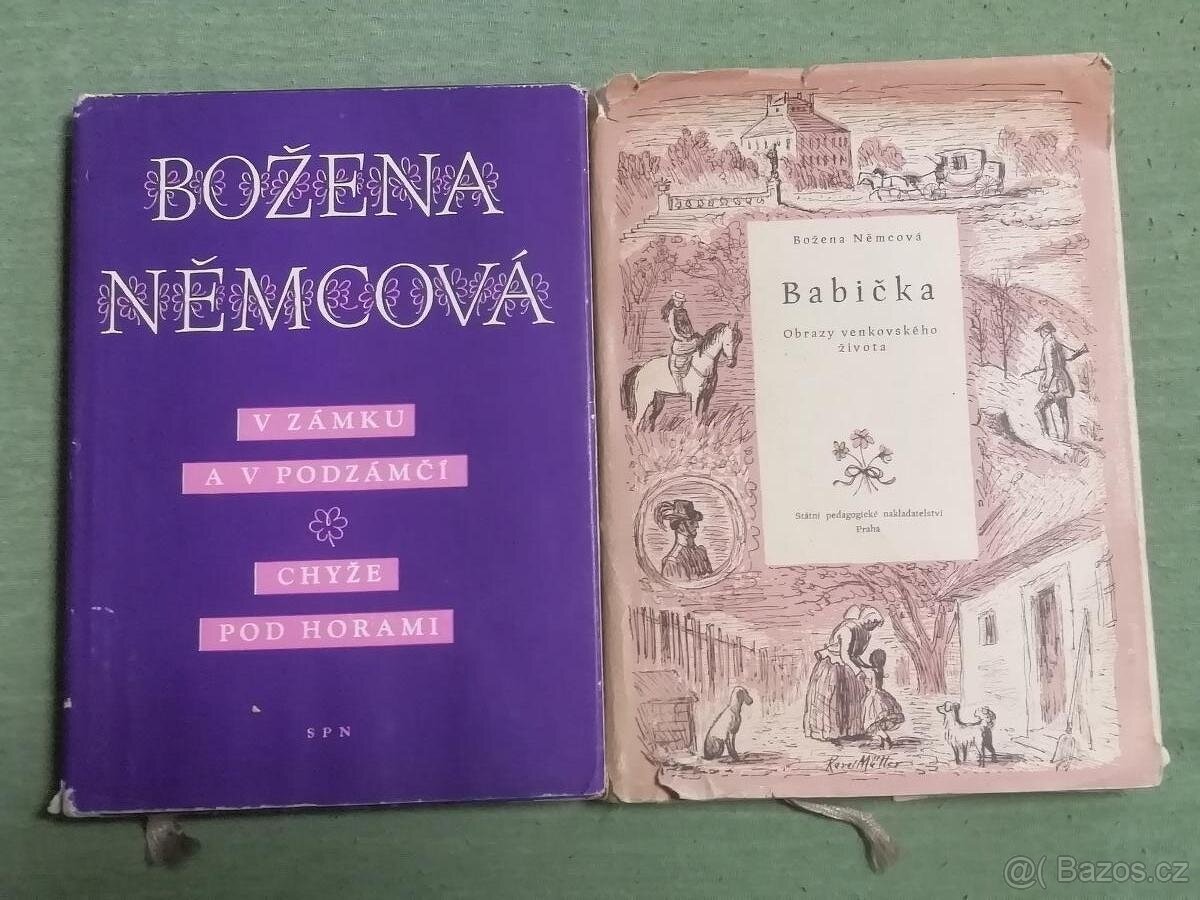 BOŽENA
NĚMCOVÁ
V ZÁMKU
A V PODZÁMČÍ
CHYŽE
POD HORAMI
SPN
Božena Němcová
Babička
Obrazy venkovského
života
Státní pedagogické nakladatelství
Praha
Karel Müller
@( Bazos.cz